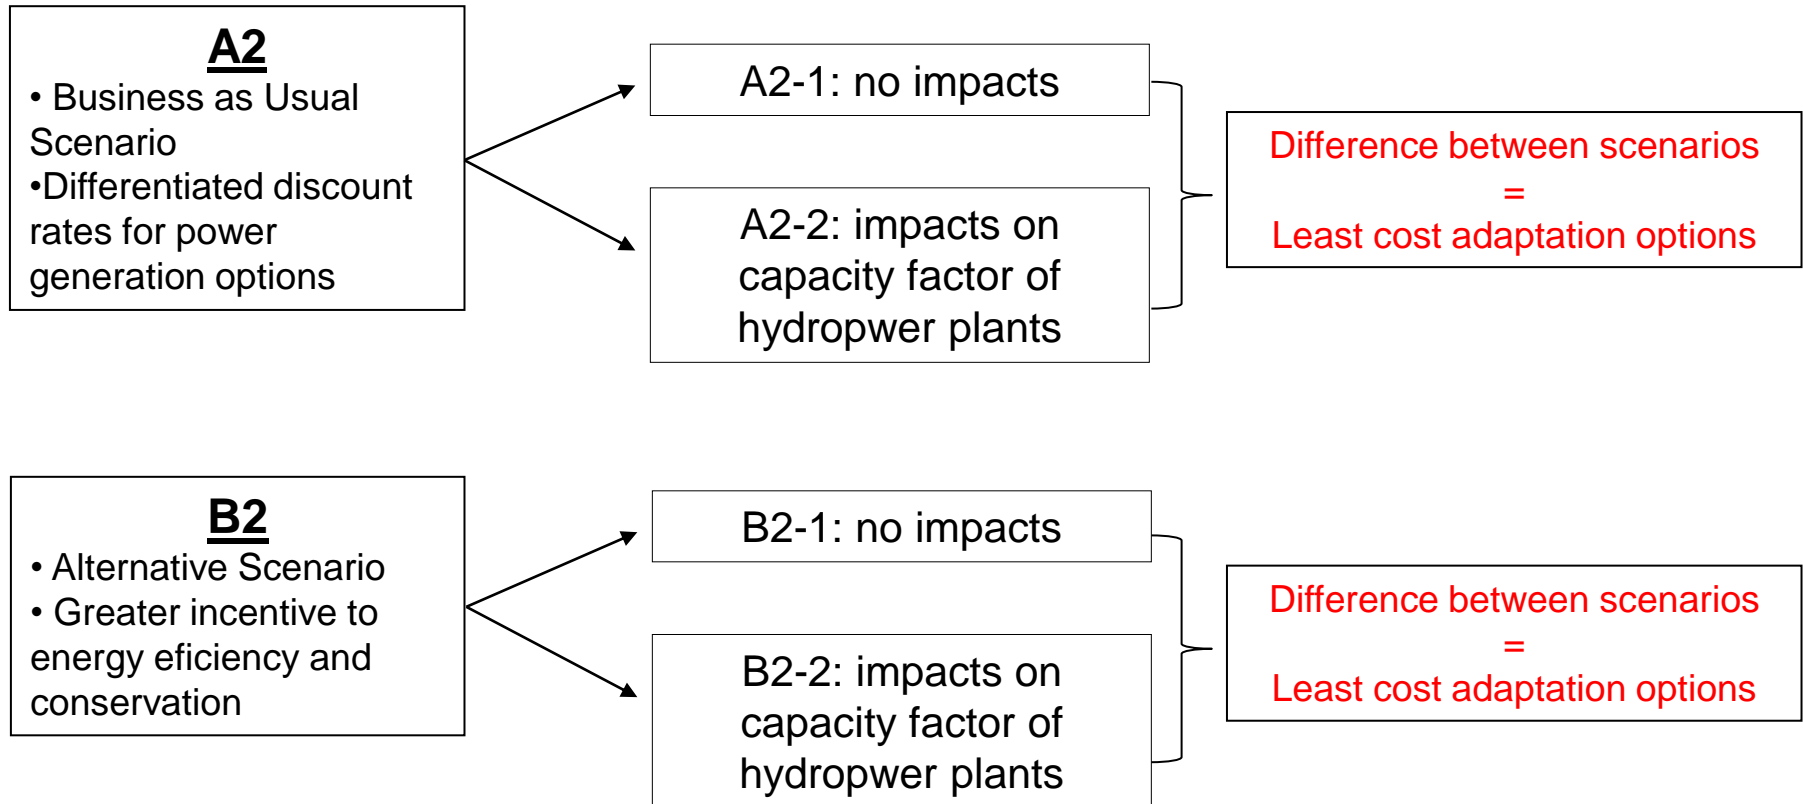 A2
• Business as Usual
Scenario
•Differentiated discount
rates for power
generation options
A2-1: no impacts
A2-2: impacts on
capacity factor of
hydropwer plants
Difference between scenarios
=
Least cost adaptation options
B2
• Alternative Scenario
• Greater incentive to
energy eficiency and
conservation
B2-1: no impacts
B2-2: impacts on
capacity factor of
hydropwer plants
Difference between scenarios
=
Least cost adaptation options